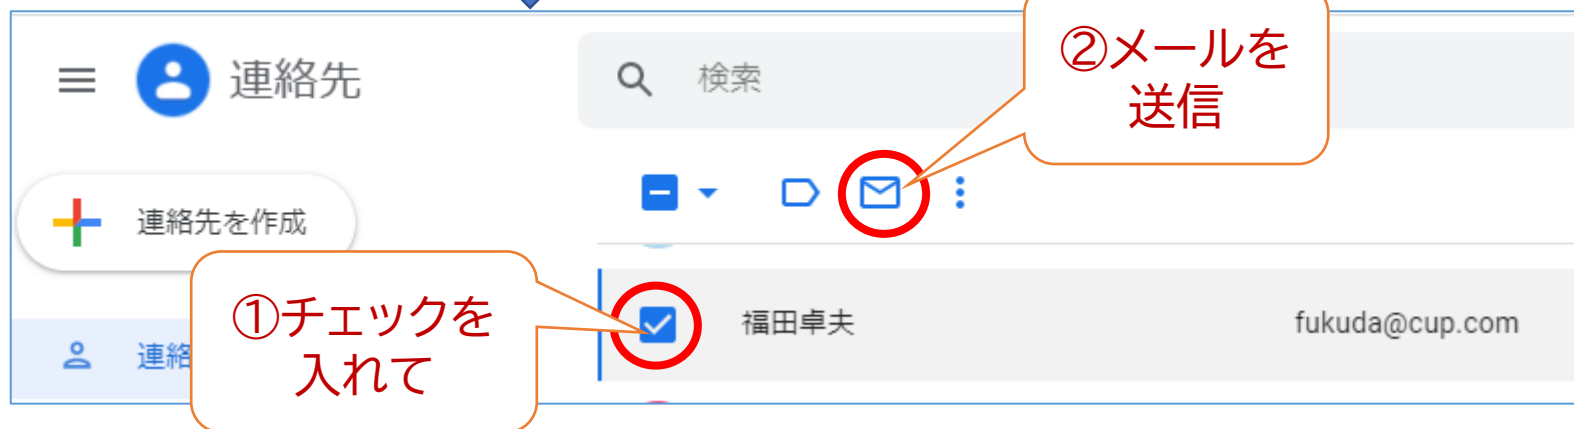 連絡先
検索
②メールを
送信
連絡先を作成
①チェックを
入れて
福田卓夫
fukuda@cup.com
連絡